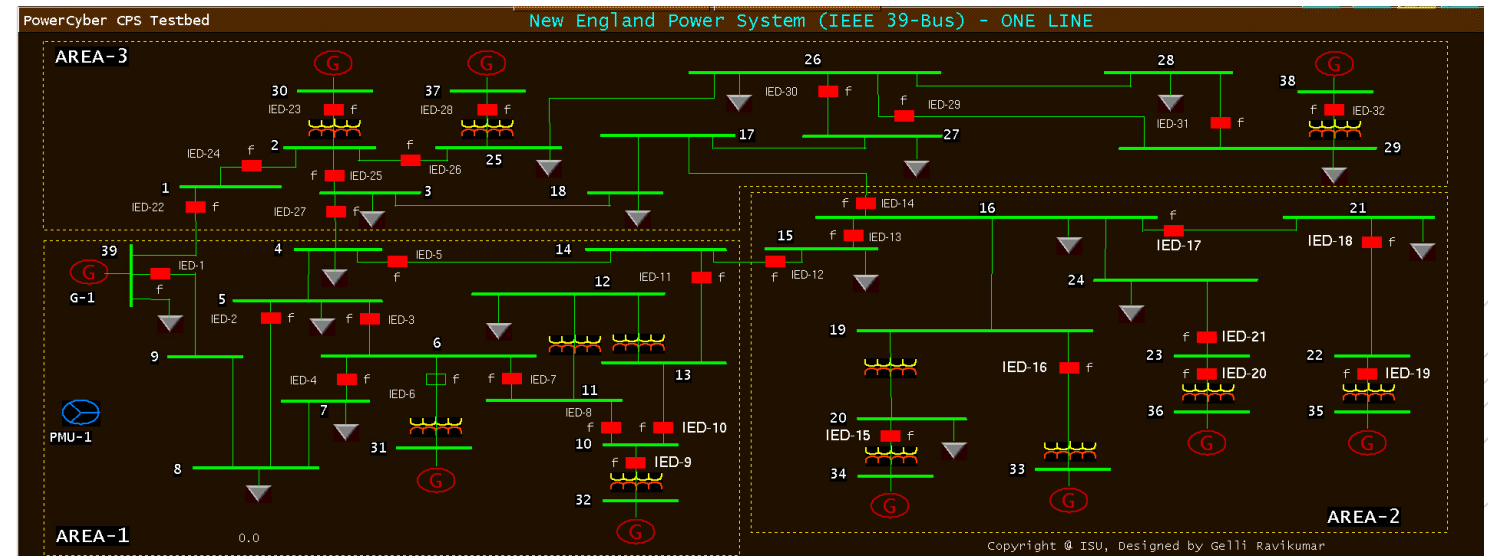 PowerCyber CPS Testbed
New England Power System (IEEE 39-Bus) - ONE LINE
AREA-3
G
30
IED-23
f
G
37
IED-28
f
26
IED-30
f
f
IED-29
28
IED-31
f
G
38
f
IED-32
29
IED-24
f
2
f
IED-25
f
IED-26
25
17
27
1
IED-22
f
IED-27
f
3
18
f
IED-14
AREA-1
39
G
G-1
IED-1
f
4
f
IED-5
14
IED-11
f
15
f
IED-12
f
IED-13
16
f
IED-17
21
IED-18
f
5
IED-2
f
f
IED-3
12
6
IED-4
f
IED-6
f
f
IED-7
13
11
9
7
IED-8
f
f
IED-10
10
f
IED-9
8
31
G
32
G
PMU-1
0.0
24
19
IED-16
f
f
IED-21
23
f
IED-20
36
G
22
f
IED-19
35
G
20
IED-15
f
34
G
33
G
AREA-2
Copyright @ ISU, Designed by Gelli Ravikumar